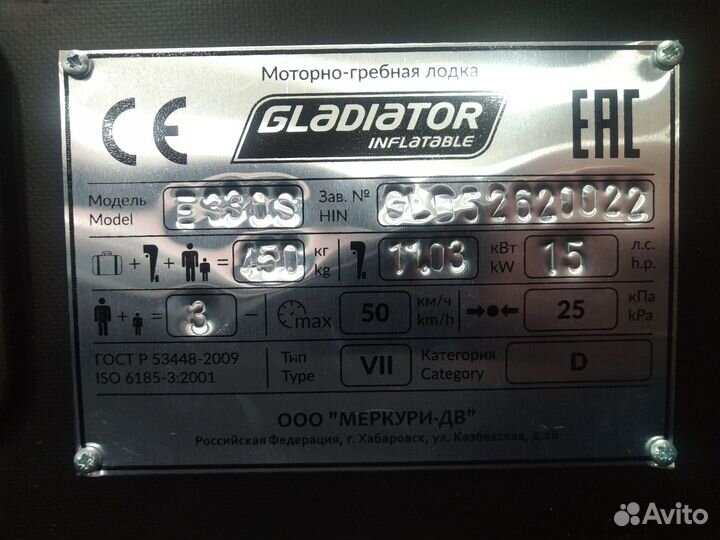 Моторно-гребная лодка
CE GLADIATOR EAC
INFLATABLE
Модель E330S Зав. № GLD52620022
Model HIN
+ + = 450 кг 11.03 кВт 15 л.с.
kg kW h.p.
+ = 3 – max 50 км/ч 25 кПа
km/h kPa
ГОСТ Р 53448-2009 Тип VII Категория D
ISO 6185-3:2001 Type Category
ООО "МЕРКУРИ-ДВ"
Российская Федерация, г. Хабаровск, ул. Казбекская, д.28
Avito